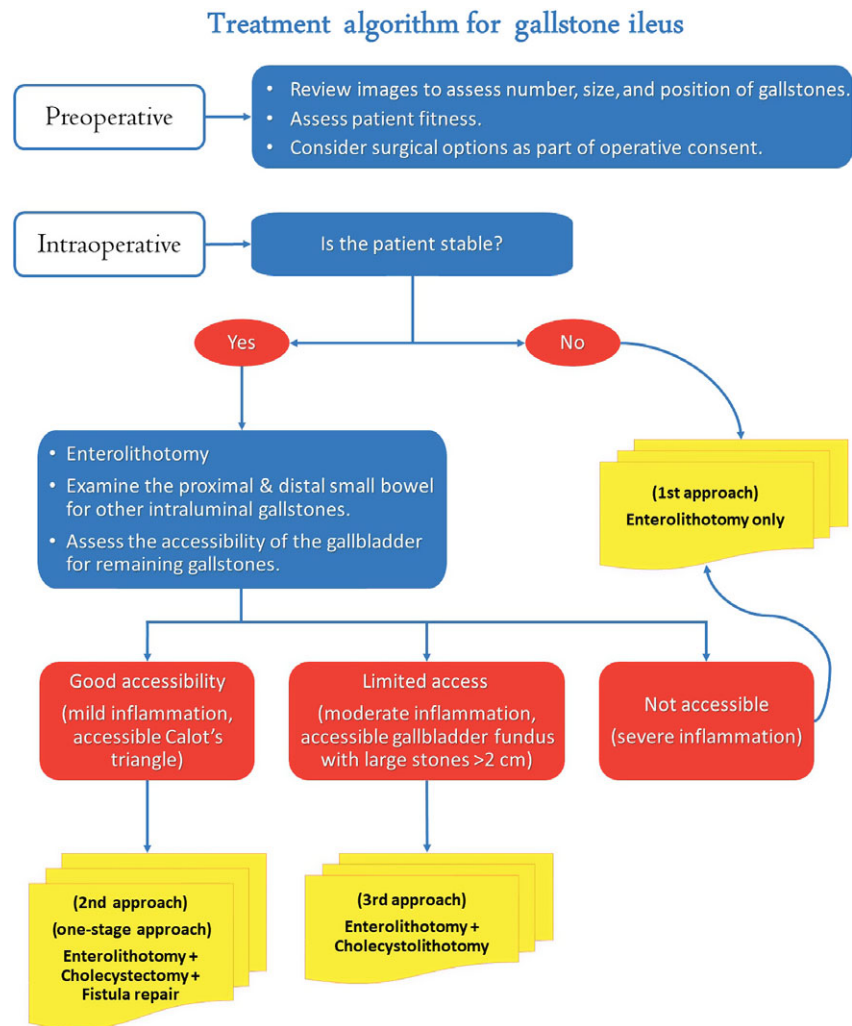 Treatment algorithm for gallstone ileus
Preoperative
• Review images to assess number, size, and position of gallstones.
• Assess patient fitness.
• Consider surgical options as part of operative consent.
Intraoperative
Is the patient stable?
Yes
No
• Enterolithotomy
• Examine the proximal & distal small bowel
for other intraluminal gallstones.
• Assess the accessibility of the gallbladder
for remaining gallstones.
(1st approach)
Enterolithotomy only
Good accessibility
(mild inflammation,
accessible Calot's
triangle)
Limited access
(moderate inflammation,
accessible gallbladder fundus
with large stones >2 cm)
Not accessible
(severe inflammation)
(2nd approach)
(one-stage approach)
Enterolithotomy +
Cholecystectomy +
Fistula repair
(3rd approach)
Enterolithotomy +
Cholecystolithotomy